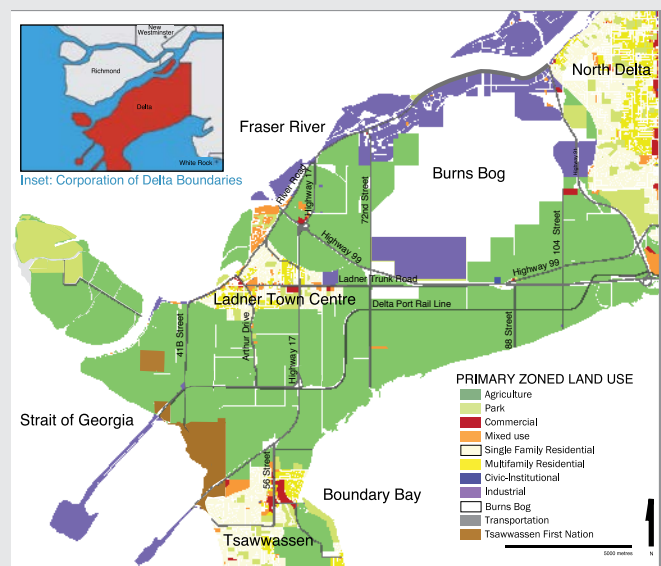 New
Westminster
Richmond
Delta
White Rock
Inset: Corporation of Delta Boundaries
North Delta
Fraser River
Burns Bog
River Road
Highway 17
72nd Street
Highway 99
104 Street
Highway 99
Ladner Trunk Road
Ladner Town Centre
Delta Port Rail Line
41B Street
Arthur Drive
Highway 17
88 Street
Strait of Georgia
56 Street
Boundary Bay
Tsawwassen
PRIMARY ZONED LAND USE
Agriculture
Park
Commercial
Mixed use
Single Family Residential
Multifamily Residential
Civic-Institutional
Industrial
Burns Bog
Transportation
Tsawwassen First Nation
5000 metres
N